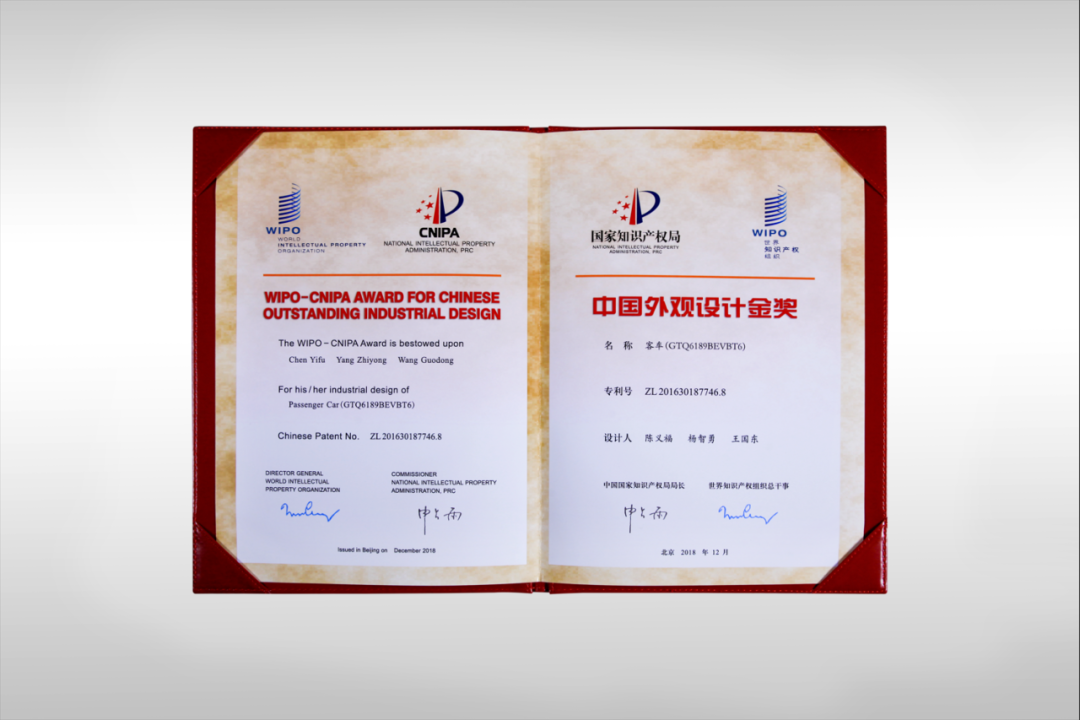 WIPO
WORLD
INTELLECTUAL PROPERTY
ORGANIZATION
CNIPA
NATIONAL INTELLECTUAL PROPERTY
ADMINISTRATION, PRC
WIPO-CNIPA AWARD FOR CHINESE
OUTSTANDING INDUSTRIAL DESIGN
The WIPO-CNIPA Award is bestowed upon
Chen Yifu Yang Zhiyong Wang Guodong
For his/her industrial design of
Passenger Car(GTQ6189BEVBT6)
Chinese Patent No. ZL 201630187746.8
DIRECTOR GENERAL
WORLD INTELLECTUAL
PROPERTY ORGANIZATION
COMMISSIONER
NATIONAL INTELLECTUAL PROPERTY
ADMINISTRATION, PRC
申长雨
Issued in Beijing on December 2018
国家知识产权局
NATIONAL INTELLECTUAL PROPERTY
ADMINISTRATION, PRC
WIPO
世界
知识产权
组织
中国外观设计金奖
名 称 客车(GTQ6189BEVBT6)
专利号 ZL 201630187746.8
设计人 陈义福 杨智勇 王国东
中国国家知识产权局局长 世界知识产权组织总干事
申长雨
北京 2018 年 12 月